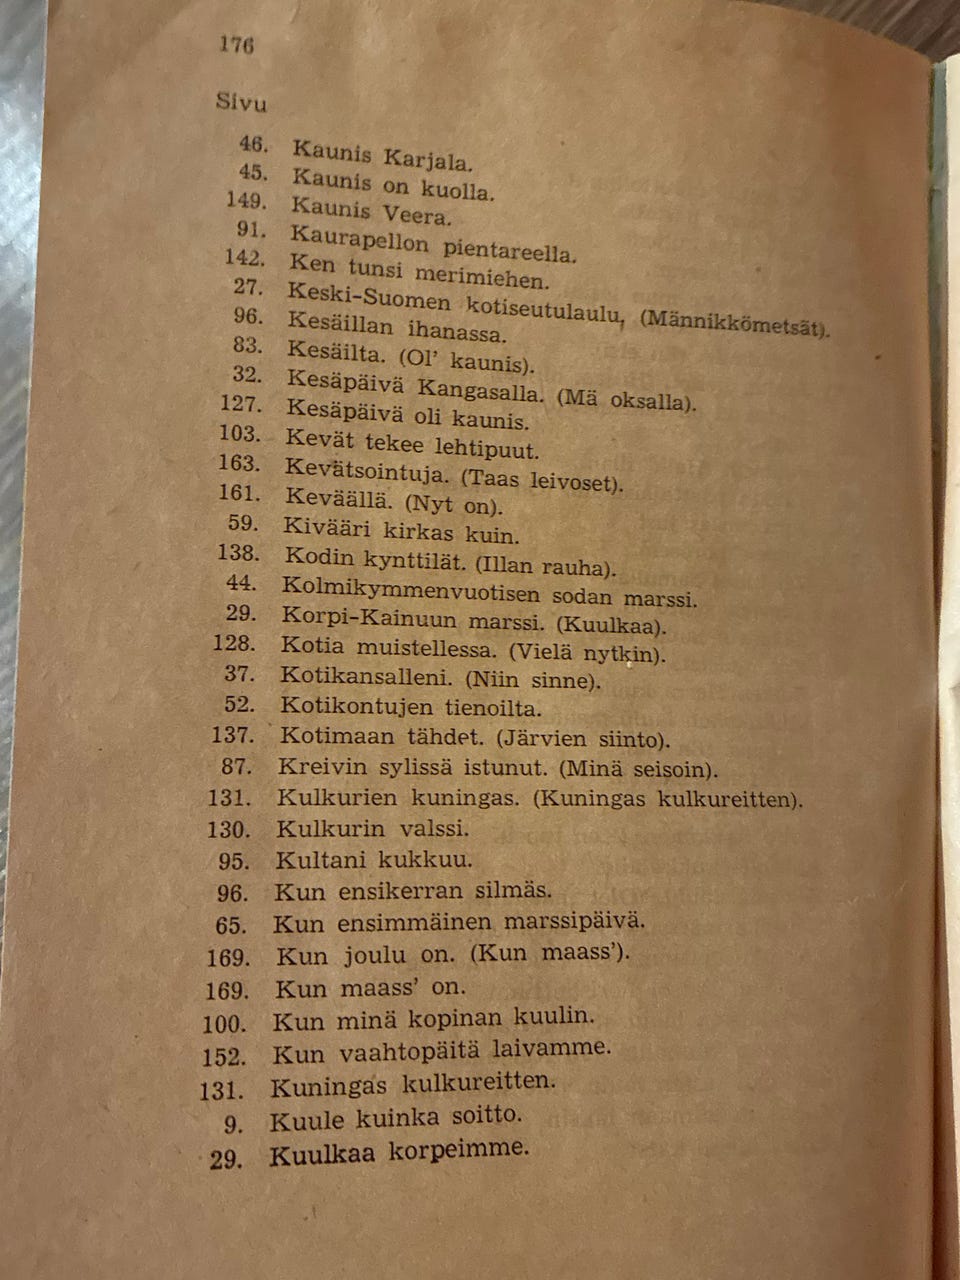 176
Sivu
46. Kaunis Karjala.
45. Kaunis on kuolla.
149. Kaunis Veera.
91. Kaurapellon pientareella.
142. Ken tunsi merimiehen.
27. Keski-Suomen kotiseutulaulu, (Männikkömetsät).
96. Kesäillan ihanassa.
83. Kesäilta. (Ol' kaunis).
32. Kesäpäivä Kangasalla. (Mä oksalla).
127. Kesäpäivä oli kaunis.
103. Kevät tekee lehtipuut.
163. Kevätsointuja. (Taas leivoset).
161. Keväällä. (Nyt on).
59. Kivääri kirkas kuin.
138. Kodin kynttilät. (Illan rauha).
44. Kolmikymmenvuotisen sodan marssi.
29. Korpi-Kainuun marssi. (Kuulkaa).
128. Kotia muistellessa. (Vielä nytkin).
37. Kotikansalleni. (Niin sinne).
52. Kotikontujen tienoilta.
137. Kotimaan tähdet. (Järvien siinto).
87. Kreivin sylissä istunut. (Minä seisoin).
131. Kulkurien kuningas. (Kuningas kulkureitten).
130. Kulkurin valssi.
95. Kultani kukkuu.
96. Kun ensikerran silmäs.
65. Kun ensimmäinen marssipäivä.
169. Kun joulu on. (Kun maass').
169. Kun maass' on.
100. Kun minä kopinan kuulin.
152. Kun vaahtopäitä laivamme.
131. Kuningas kulkureitten.
9. Kuule kuinka soitto.
29. Kuulkaa korpeimme.